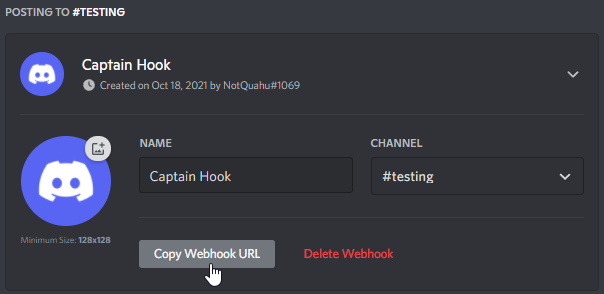 POSTING TO #TESTING
Captain Hook
Created on Oct 18, 2021 by NotQuahu#1069
NAME
CHANNEL
Captain Hook
#testing
Minimum Size: 128x128
Copy Webhook URL
Delete Webhook